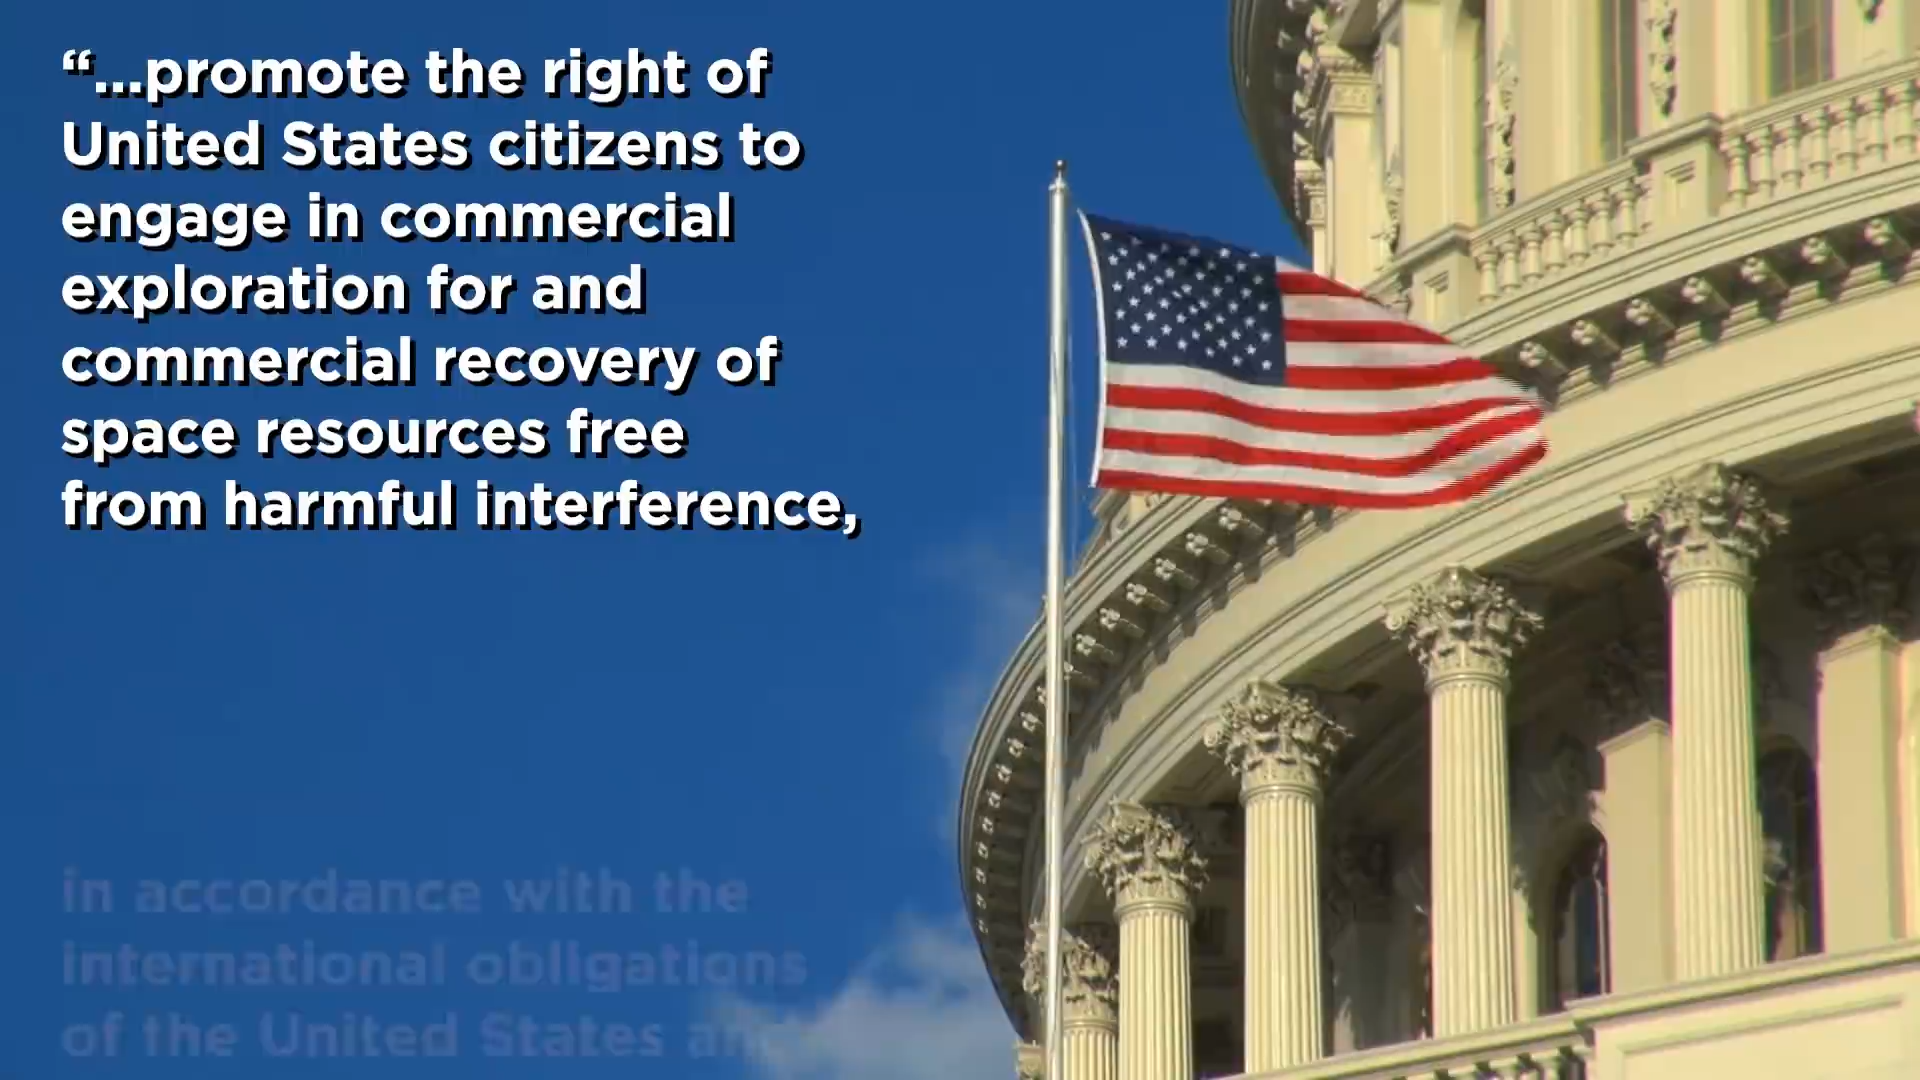 “...promote the right of
United States citizens to
engage in commercial
exploration for and
commercial recovery of
space resources free
from harmful interference,
in accordance with the
international obligations
of the United States and